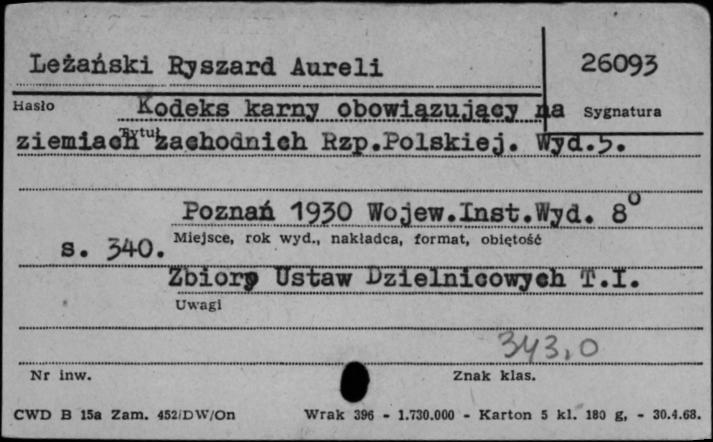 Leżański Ryszard Aureli 26093
Hasło Kodeks karny obowiązujący na Sygnatura
Tytuł
ziemiach zachodnich Rzp.Polskiej. Wyd.5.
Poznań 1930 Wojew.Inst.Wyd. 8°
s. 340. Miejsce, rok wyd., nakładca, format, obiętość
Zbiory Ustaw Dzielnicowych T.I.
Uwagi
343,0
Nr inw. Znak klas.
CWD B 15a Zam. 452/DW/On Wrak 396 - 1.730.000 - Karton 5 kl. 180 g, - 30.4.68.